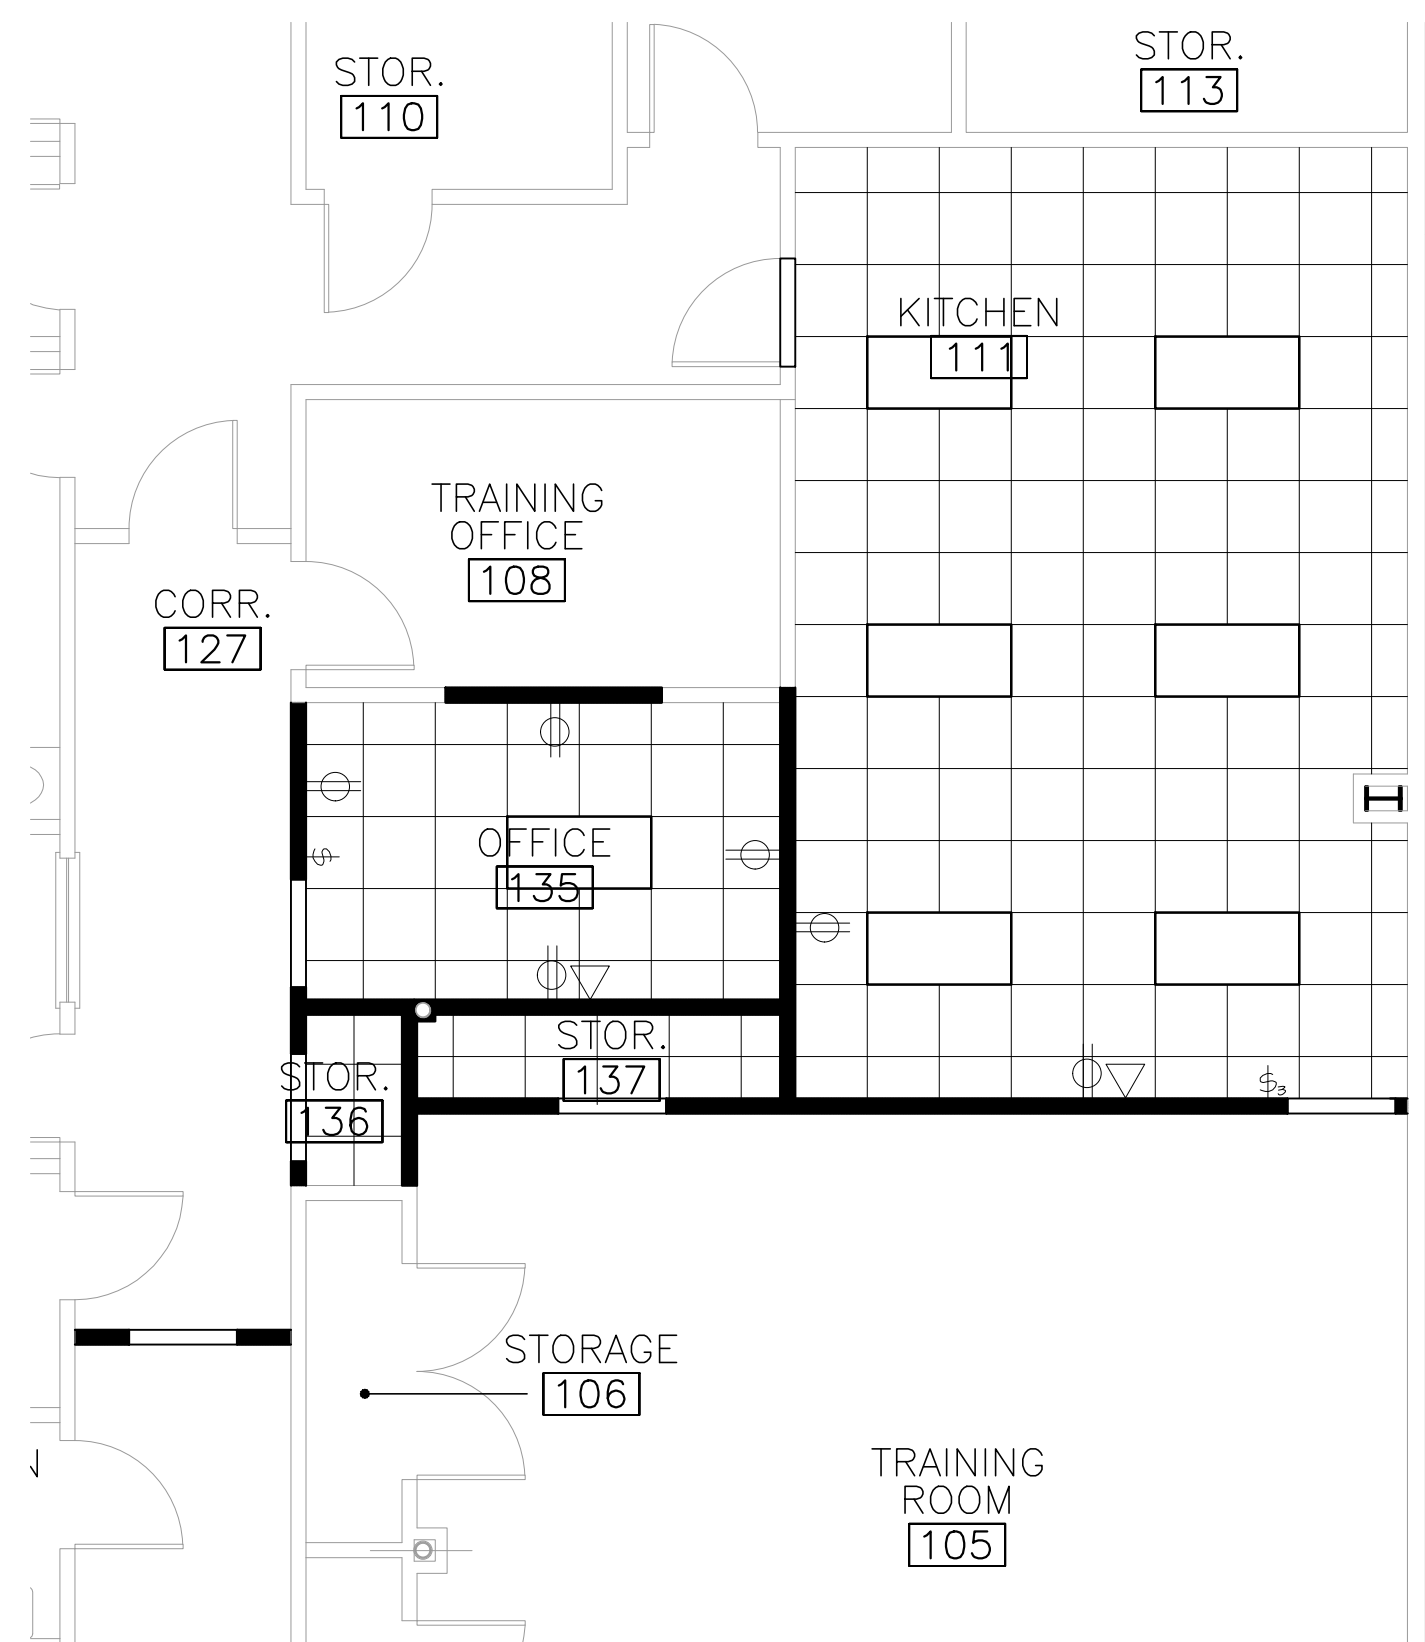 STOR.
110
STOR.
113
KITCHEN
111
TRAINING
OFFICE
108
CORR.
127
OFFICE
135
$
STOR.
137
STOR.
136
$3
STORAGE
106
TRAINING
ROOM
105